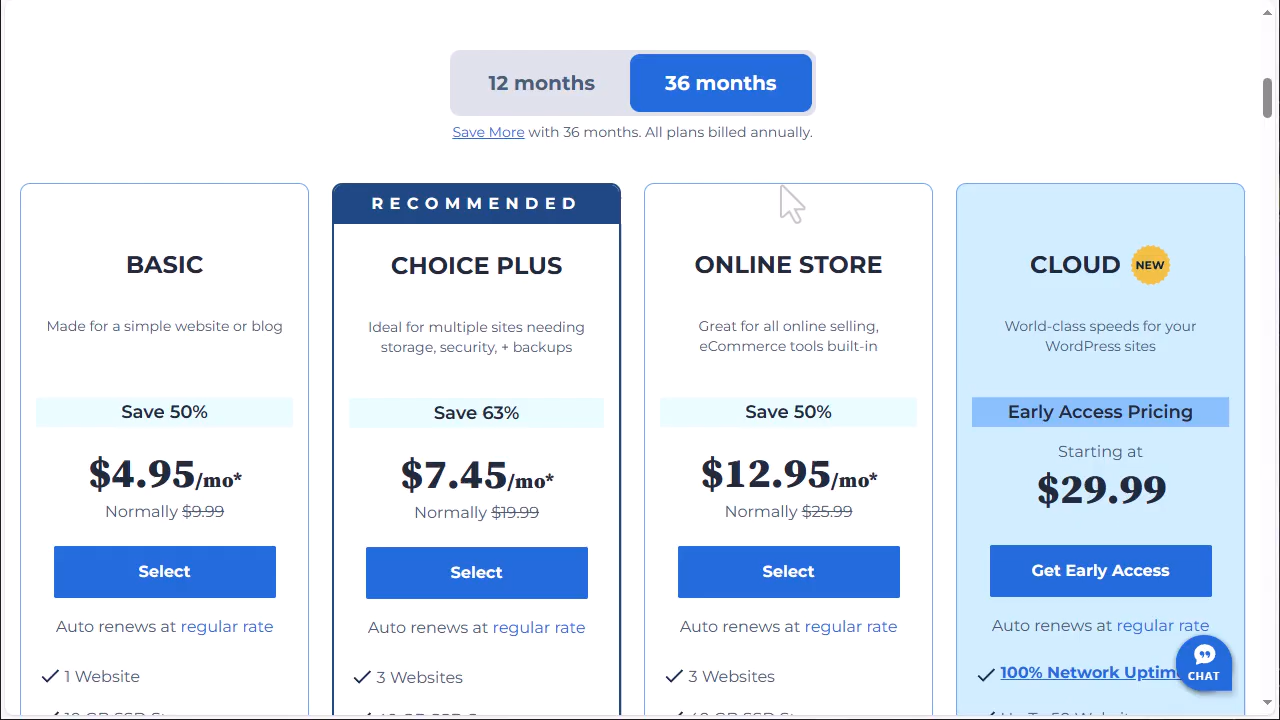 12 months
36 months
Save More with 36 months. All plans billed annually.
BASIC
Made for a simple website or blog
Save 50%
$4.95/mo*
Normally $9.99
Select
Auto renews at regular rate
1 Website
RECOMMENDED
CHOICE PLUS
Ideal for multiple sites needing
storage, security, + backups
Save 63%
$7.45/mo*
Normally $19.99
Select
Auto renews at regular rate
3 Websites
ONLINE STORE
Great for all online selling,
eCommerce tools built-in
Save 50%
$12.95/mo*
Normally $25.99
Select
Auto renews at regular rate
3 Websites
CLOUD NEW
World-class speeds for your
WordPress sites
Early Access Pricing
Starting at
$29.99
Get Early Access
Auto renews at regular rate
100% Network
CHAT